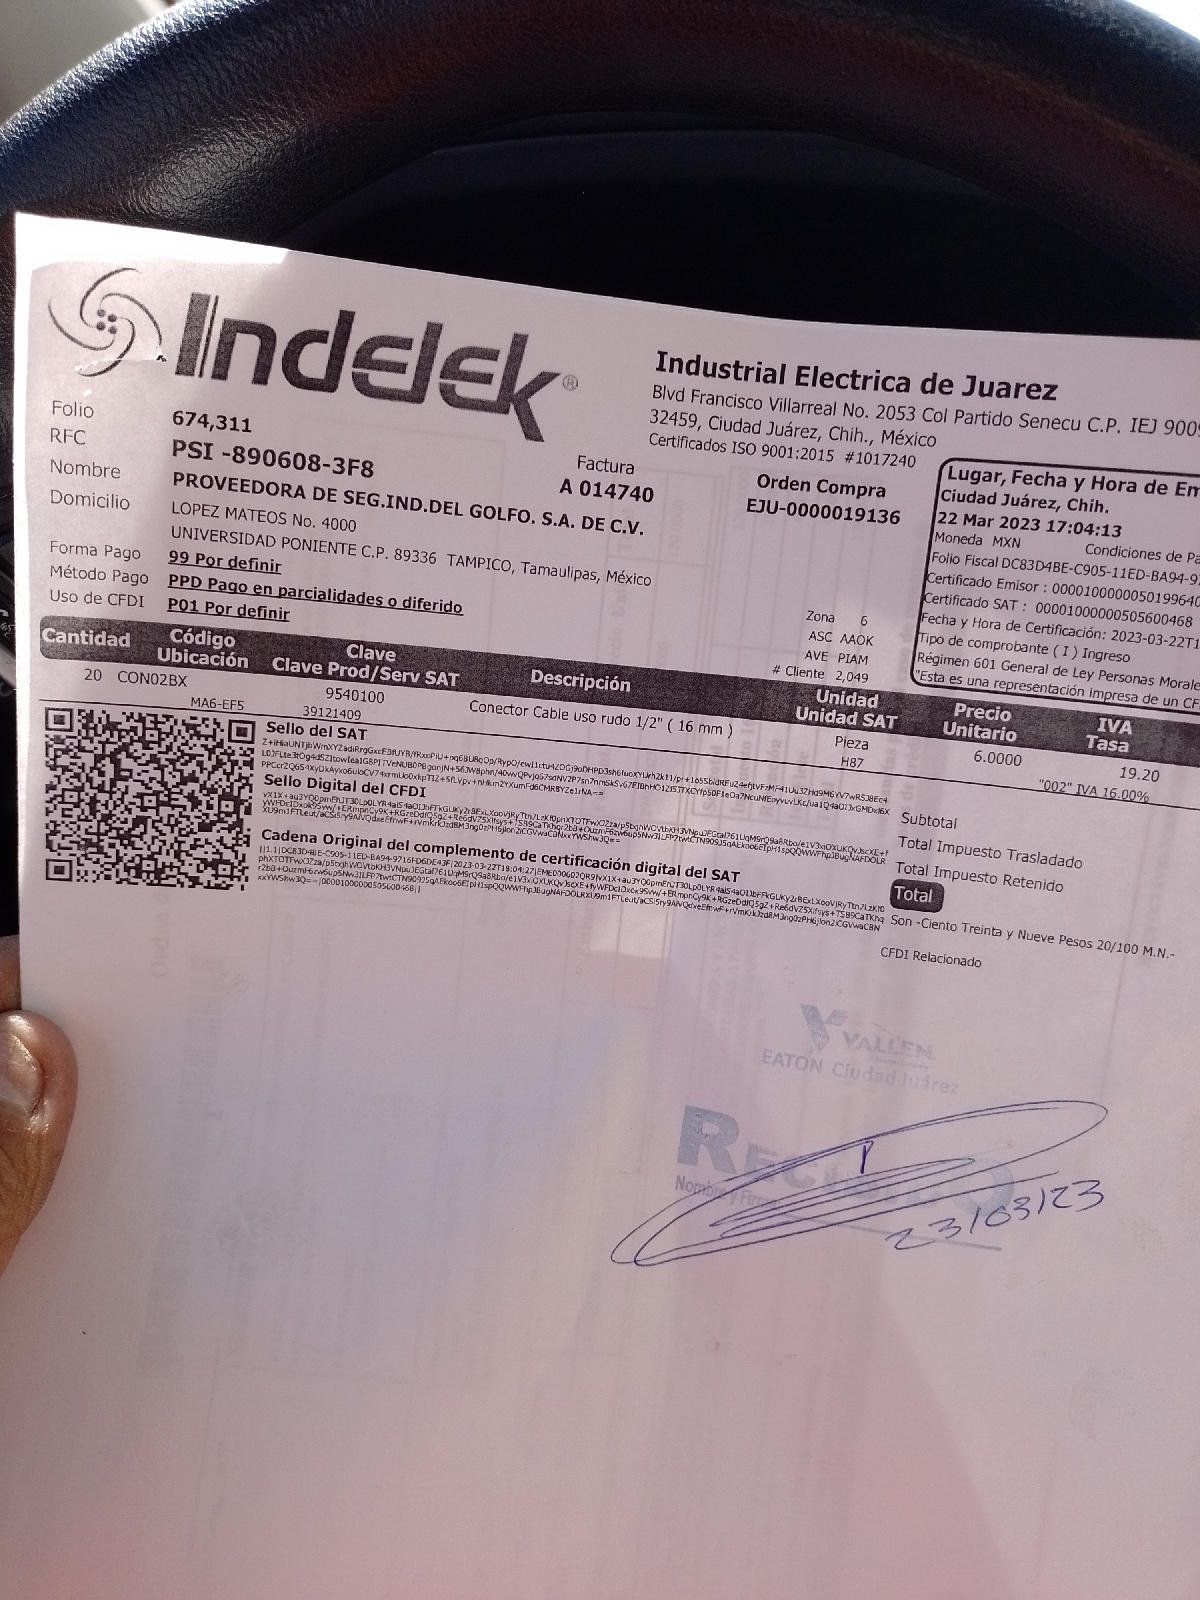 Indelek®
Industrial Electrica de Juarez
Blvd Francisco Villarreal No. 2053 Col Partido Senecu C.P. IEJ 9009
32459, Ciudad Juárez, Chih., México
Certificados ISO 9001:2015 #1017240
Folio 674,311
RFC PSI -890608-3F8
Nombre PROVEEDORA DE SEG.IND.DEL GOLFO. S.A. DE C.V.
Domicilio LOPEZ MATEOS No. 4000
UNIVERSIDAD PONIENTE C.P. 89336 TAMPICO, Tamaulipas, México
Forma Pago 99 Por definir
Método Pago PPD Pago en parcialidades o diferido
Uso de CFDI P01 Por definir
Factura
A 014740
Orden Compra
EJU-0000019136
Lugar, Fecha y Hora de Em
Ciudad Juárez, Chih.
22 Mar 2023 17:04:13
Moneda MXN Condiciones de Pa
Folio Fiscal DC83D4BE-C905-11ED-BA94-97
Certificado Emisor : 0000100000050199640
Certificado SAT : 00001000000505600468
Fecha y Hora de Certificación: 2023-03-22T1
Tipo de comprobante ( I ) Ingreso
Régimen 601 General de Ley Personas Morale
"Esta es una representación impresa de un CF
Zona 6
ASC AAOK
AVE PIAM
# Cliente 2,049
Cantidad Código Ubicación Clave Clave Prod/Serv SAT Descripción Unidad Unidad SAT Precio Unitario IVA Tasa
20 CON02BX 9540100 Conector Cable uso rudo 1/2" ( 16 mm ) Pieza 6.0000 19.20
MA6-EF5 39121409 H87 "002" IVA 16.00%
Sello del SAT
Sello Digital del CFDI
Cadena Original del complemento de certificación digital del SAT
Subtotal
Total Impuesto Trasladado
Total Impuesto Retenido
Total
Son -Ciento Treinta y Nueve Pesos 20/100 M.N.-
CFDI Relacionado
VALLEN
EATON Ciudad Juárez
RECIBIDO
Nombre y Firma
23/03/23